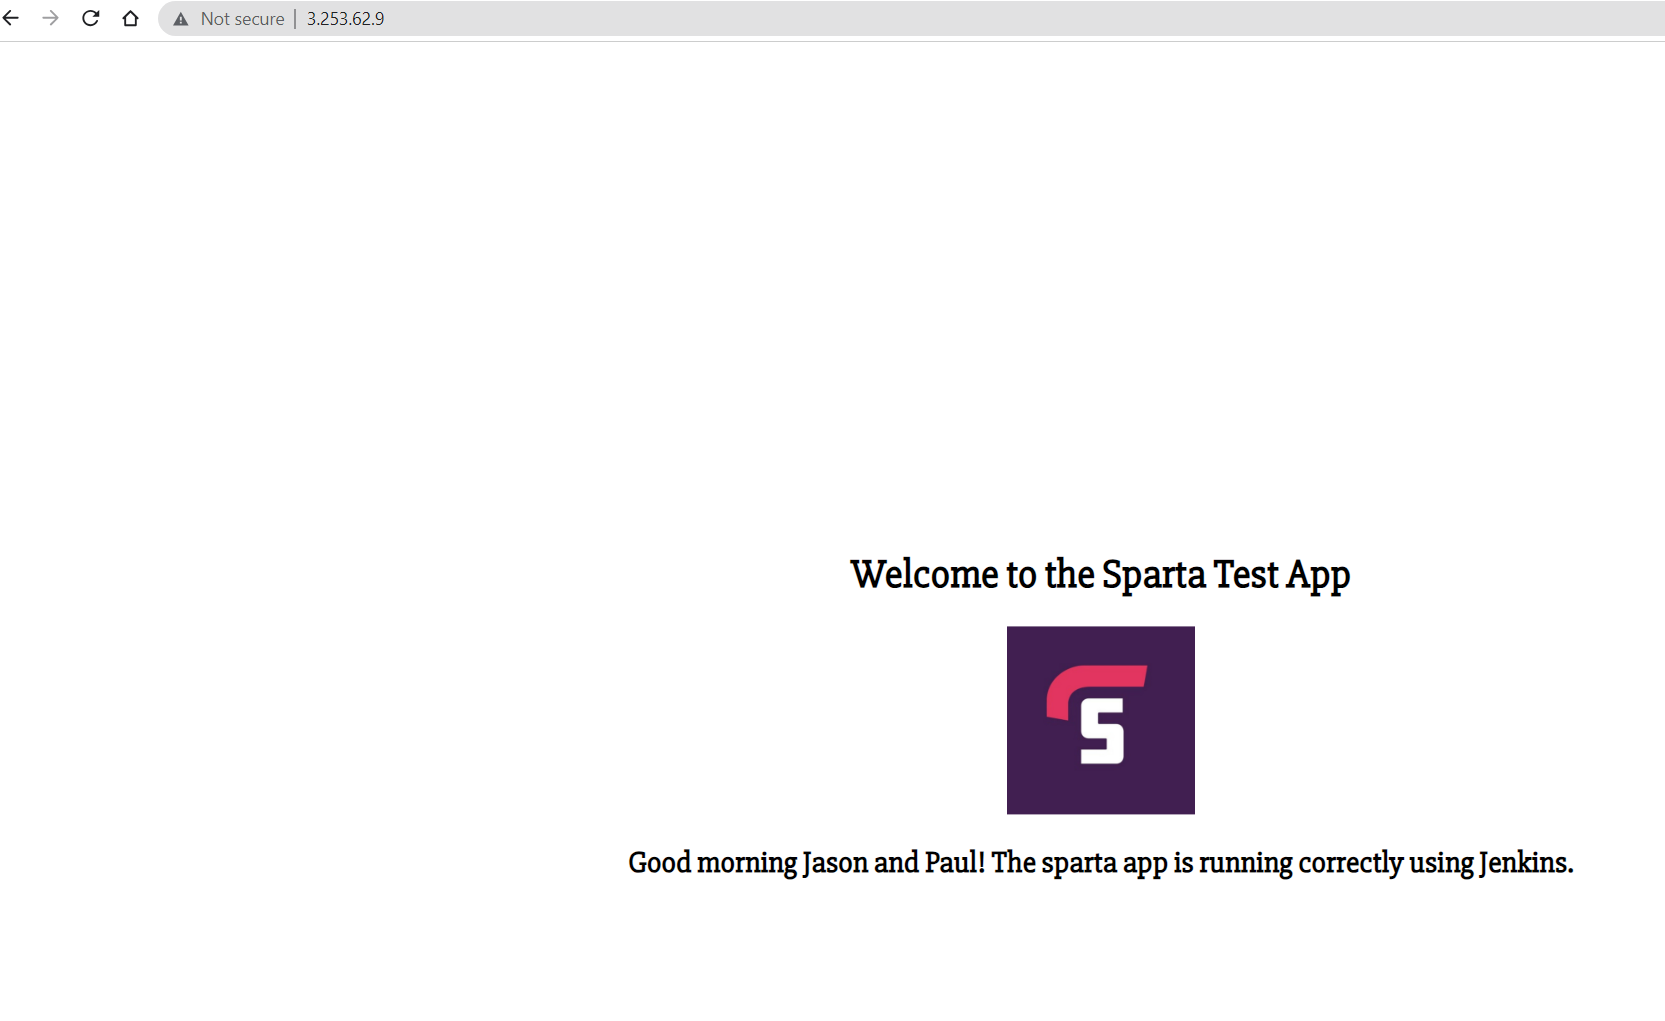 Not secure | 3.253.62.9
Welcome to the Sparta Test App
S
Good morning Jason and Paul! The sparta app is running correctly using Jenkins.